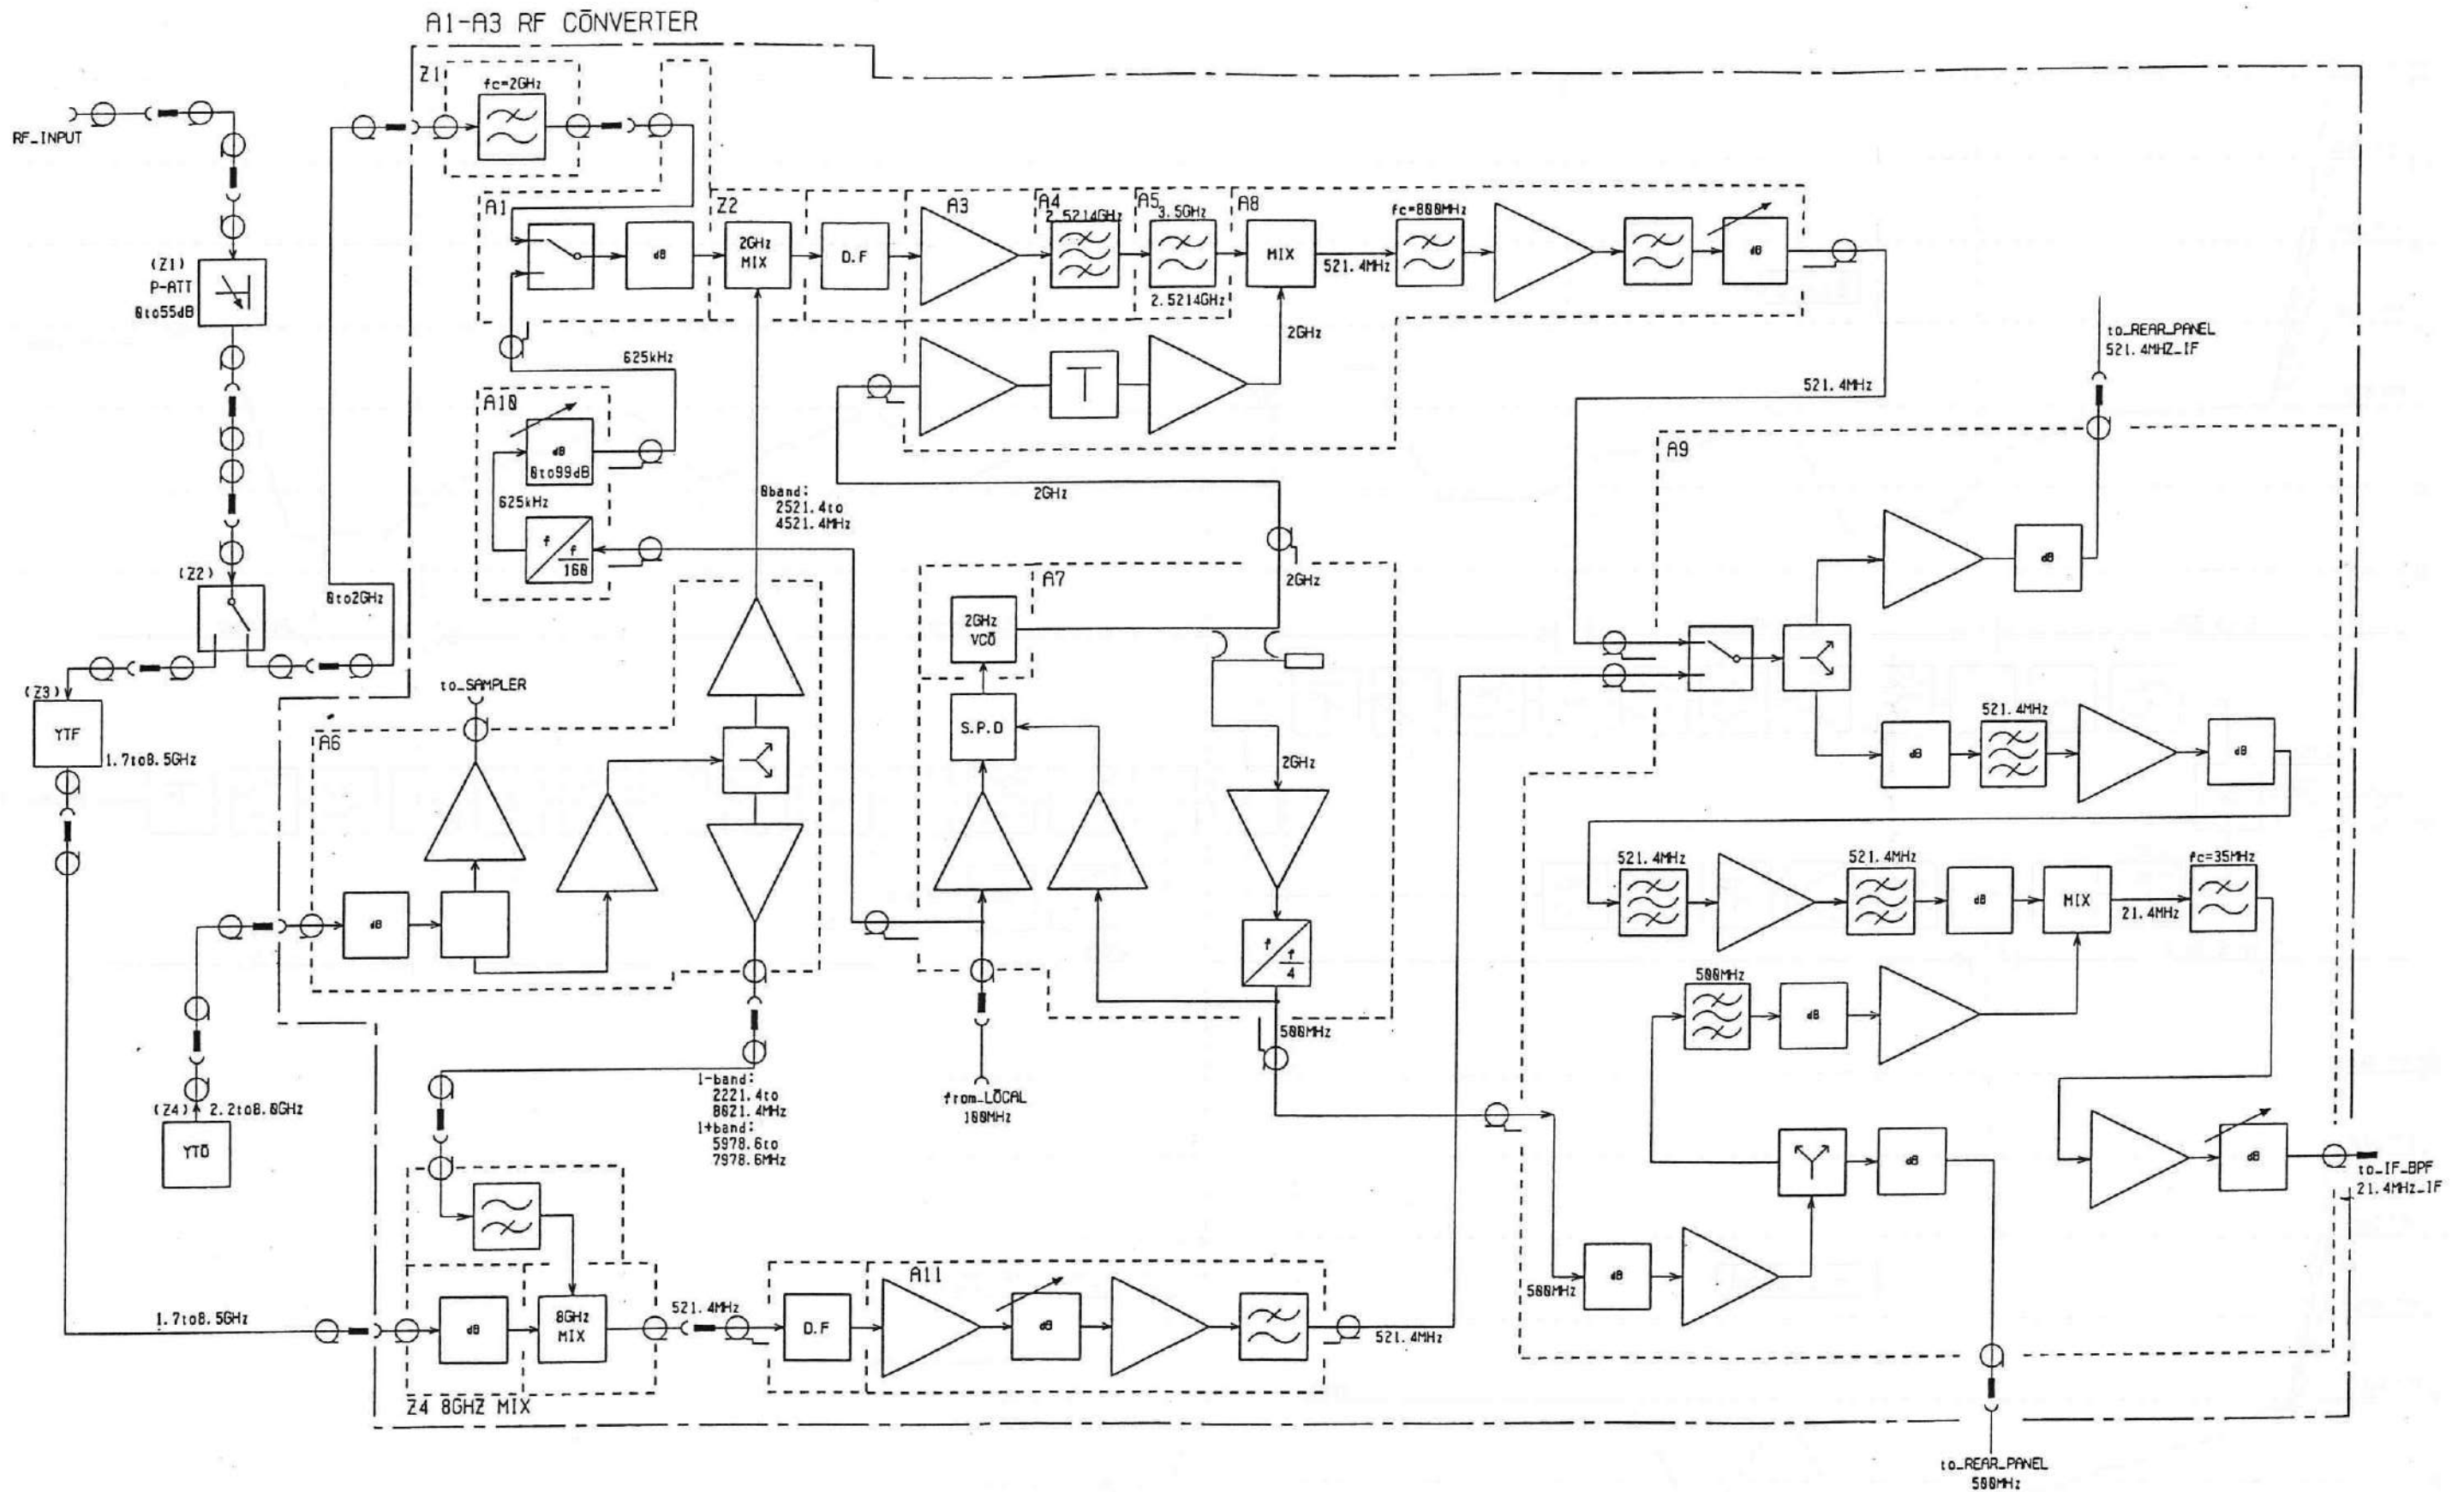 A1-A3 RF CŌNVERTER
Z1
fc=2GHz
RF_INPUT
(Z1)
P-ATT
0to55dB
(Z2)
0to2GHz
(Z3)
YTF
1.7to8.5GHz
(Z4)
2.2to8.0GHz
YTŌ
A1
dB
Z2
2GHz
MIX
D.F
A3
A4
2.5214GHz
A5
3.5GHz
2.5214GHz
A8
MIX
521.4MHz
fc=800MHz
dB
2GHz
521.4MHz
625kHz
A10
dB
0to99dB
625kHz
f
f
160
0band:
2521.4to
4521.4MHz
2GHz
to_REAR_PANEL
521.4MHZ_IF
A9
dB
A7
2GHz
2GHz
VCŌ
S.P.D
2GHz
f
f
4
500MHz
from_LŌCAL
100MHz
to_SAMPLER
A6
dB
1-band:
2221.4to
8021.4MHz
1+band:
5978.6to
7978.6MHz
dB
521.4MHz
dB
521.4MHz
521.4MHz
dB
MIX
21.4MHz
fc=35MHz
500MHz
dB
dB
dB
to_IF_BPF
21.4MHz_IF
500MHz
dB
1.7to8.5GHz
dB
8GHz
MIX
521.4MHz
D.F
A11
dB
521.4MHz
Z4 8GHZ MIX
to_REAR_PANEL
500MHz